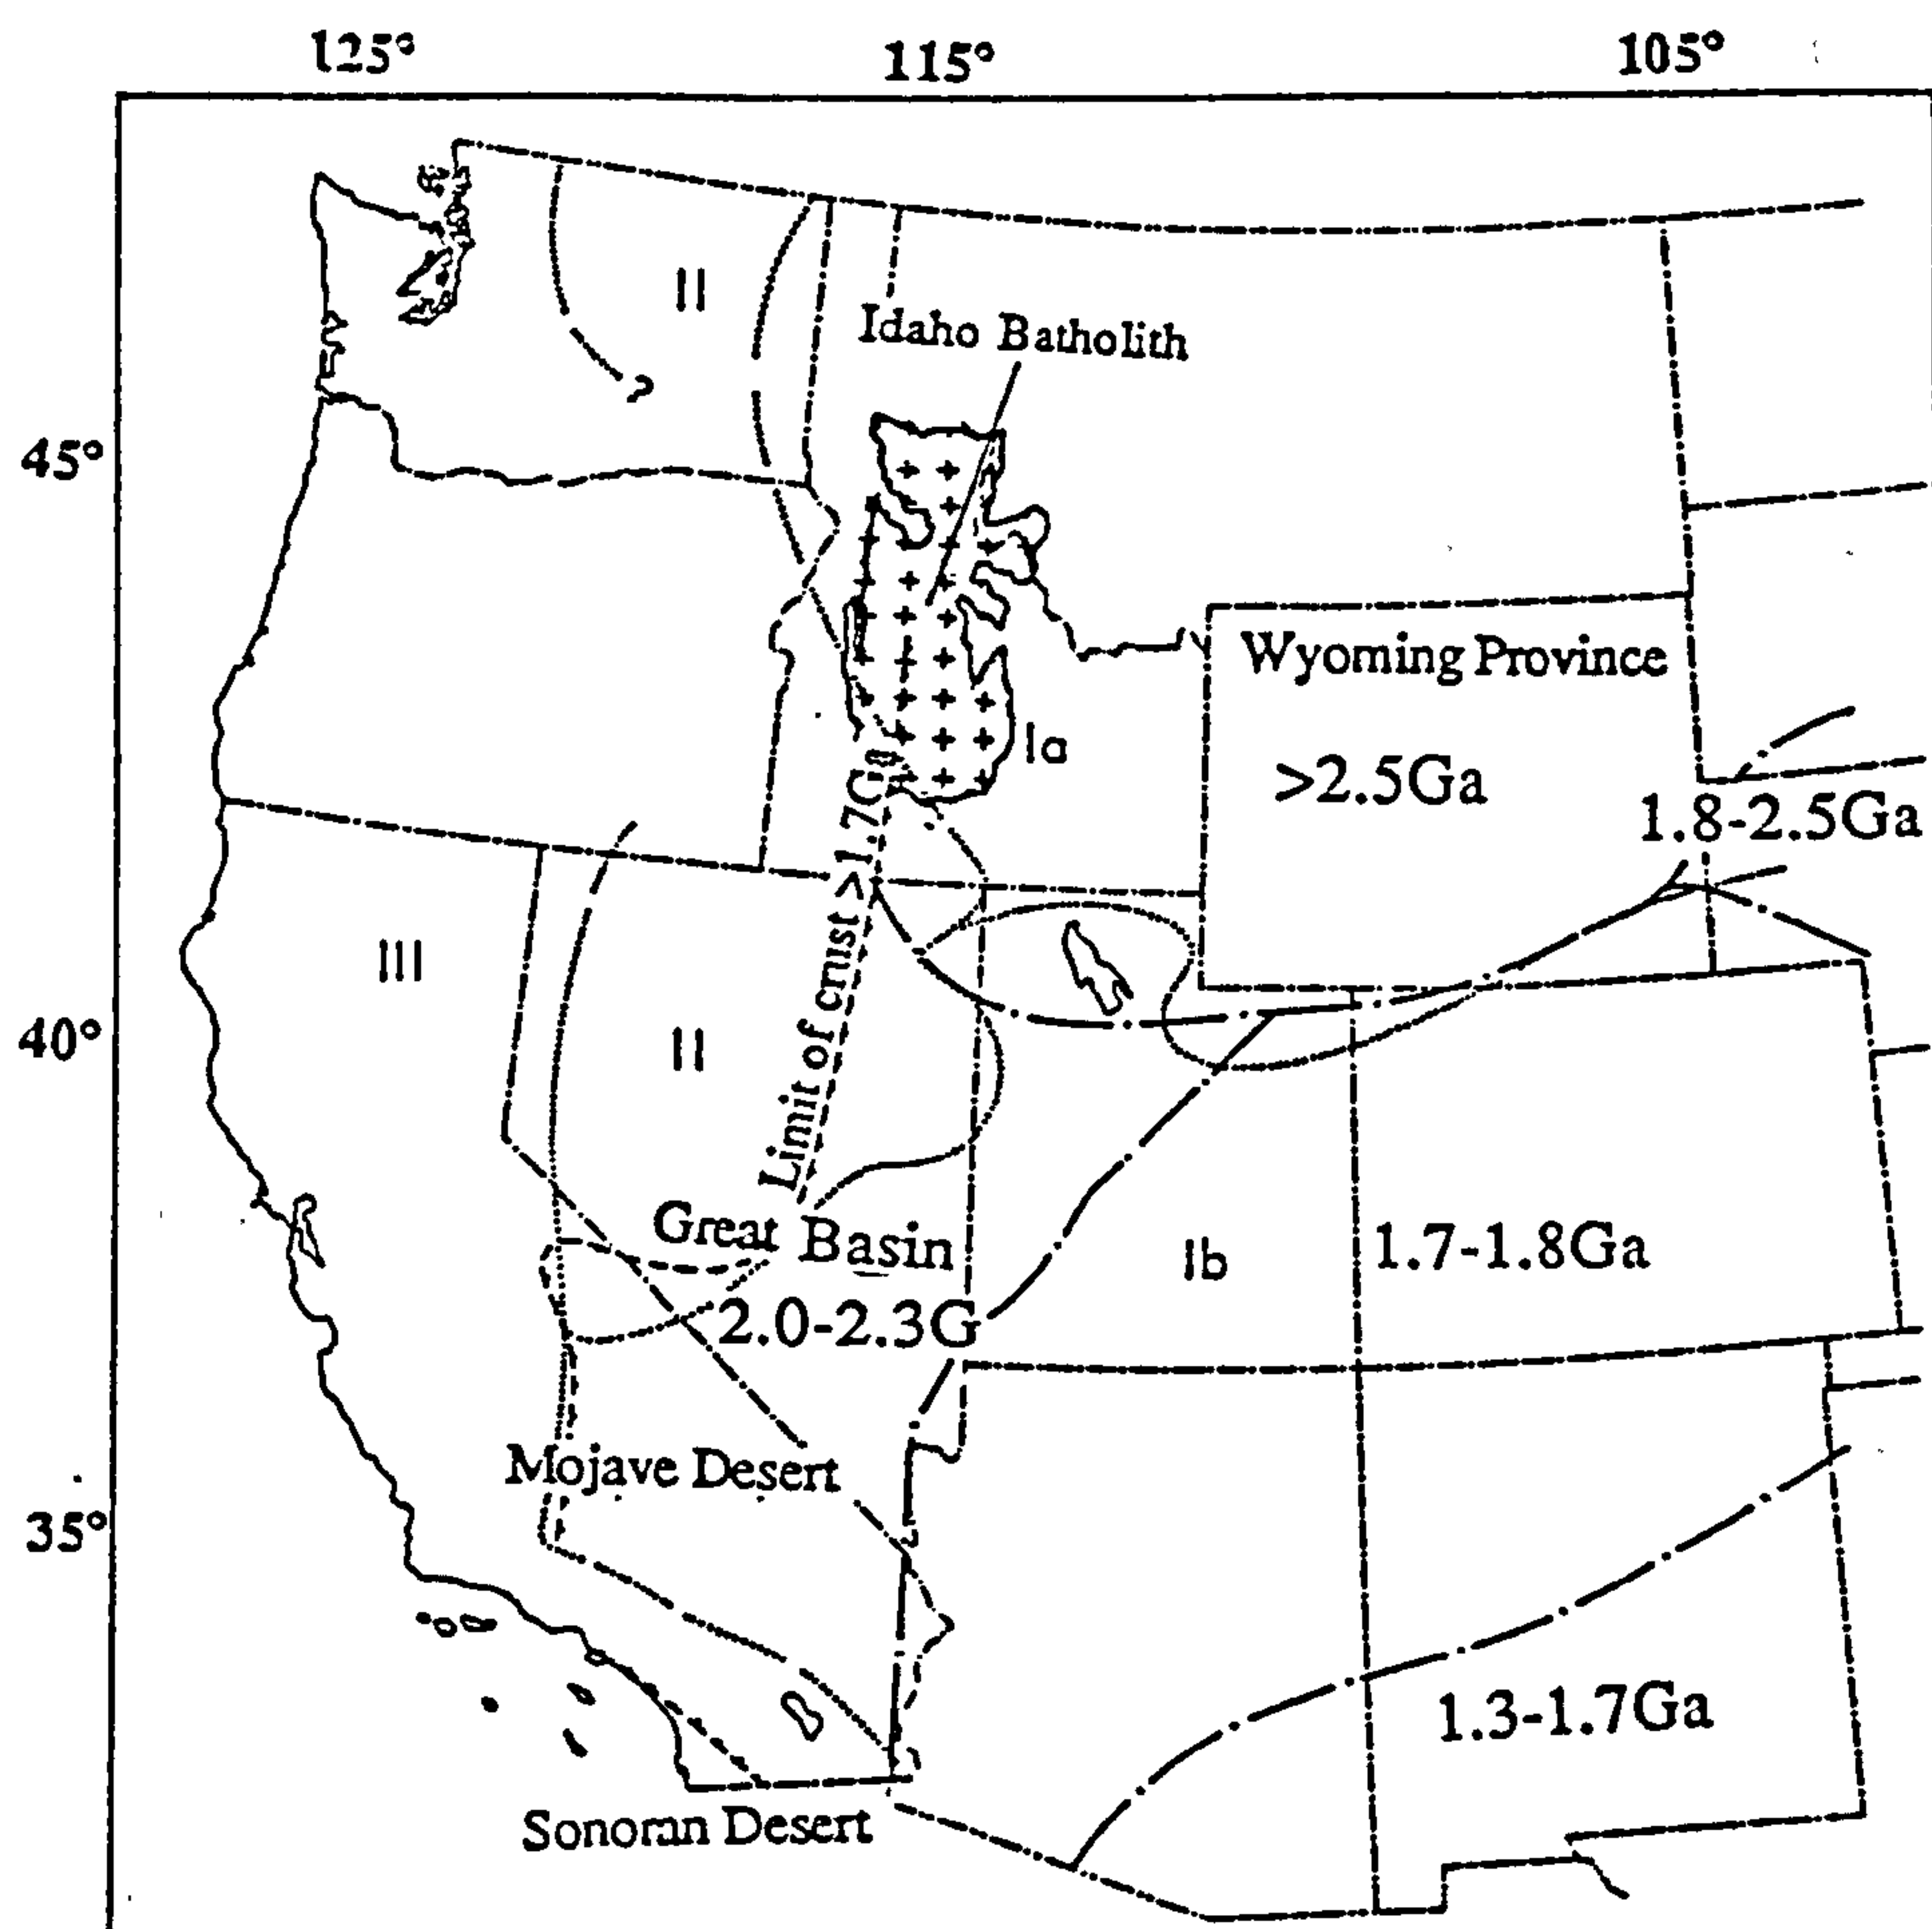 125° 115° 105°
II
?
Idaho Batholith
45°
Wyoming Province
Ia
>2.5Ga
1.8-2.5Ga
Limit of crust >1.7Ga
III
40°
II
Great Basin
Ib
1.7-1.8Ga
2.0-2.3G
Mojave Desert
35°
1.3-1.7Ga
Sonoran Desert